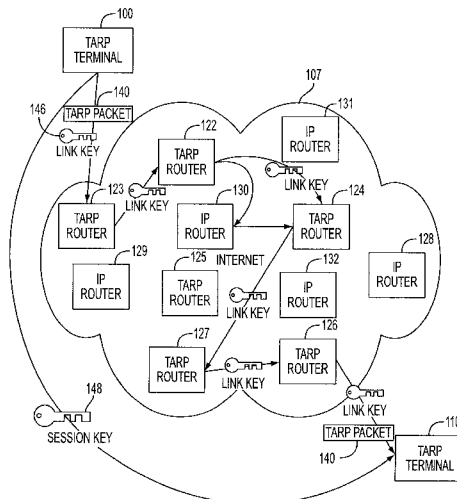 100
TARP
TERMINAL
140
TARP PACKET
146
LINK KEY
107
131
IP
ROUTER
122
TARP
ROUTER
LINK KEY
LINK KEY
123
TARP
ROUTER
130
IP
ROUTER
124
TARP
ROUTER
INTERNET
129
IP
ROUTER
125
TARP
ROUTER
132
IP
ROUTER
128
IP
ROUTER
LINK KEY
127
TARP
ROUTER
126
TARP
ROUTER
LINK KEY
LINK KEY
148
SESSION KEY
TARP PACKET
140
110
TARP
TERMINAL